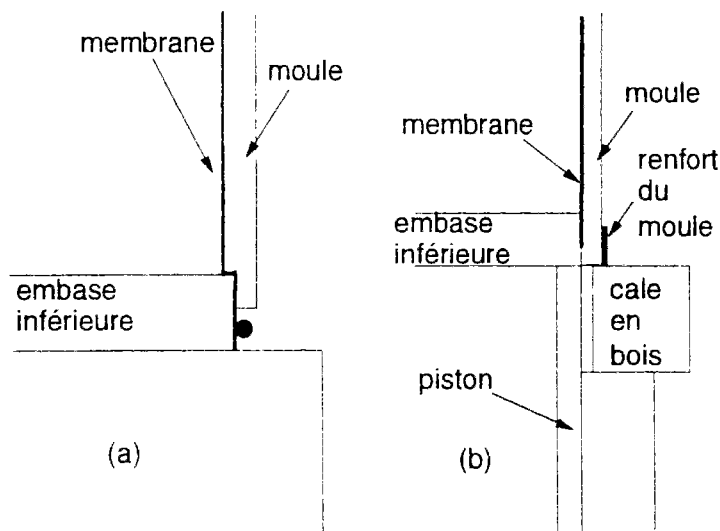 membrane
moule
embase
inférieure
(a)
membrane
moule
renfort
du
moule
embase
inférieure
cale
en
bois
piston
(b)